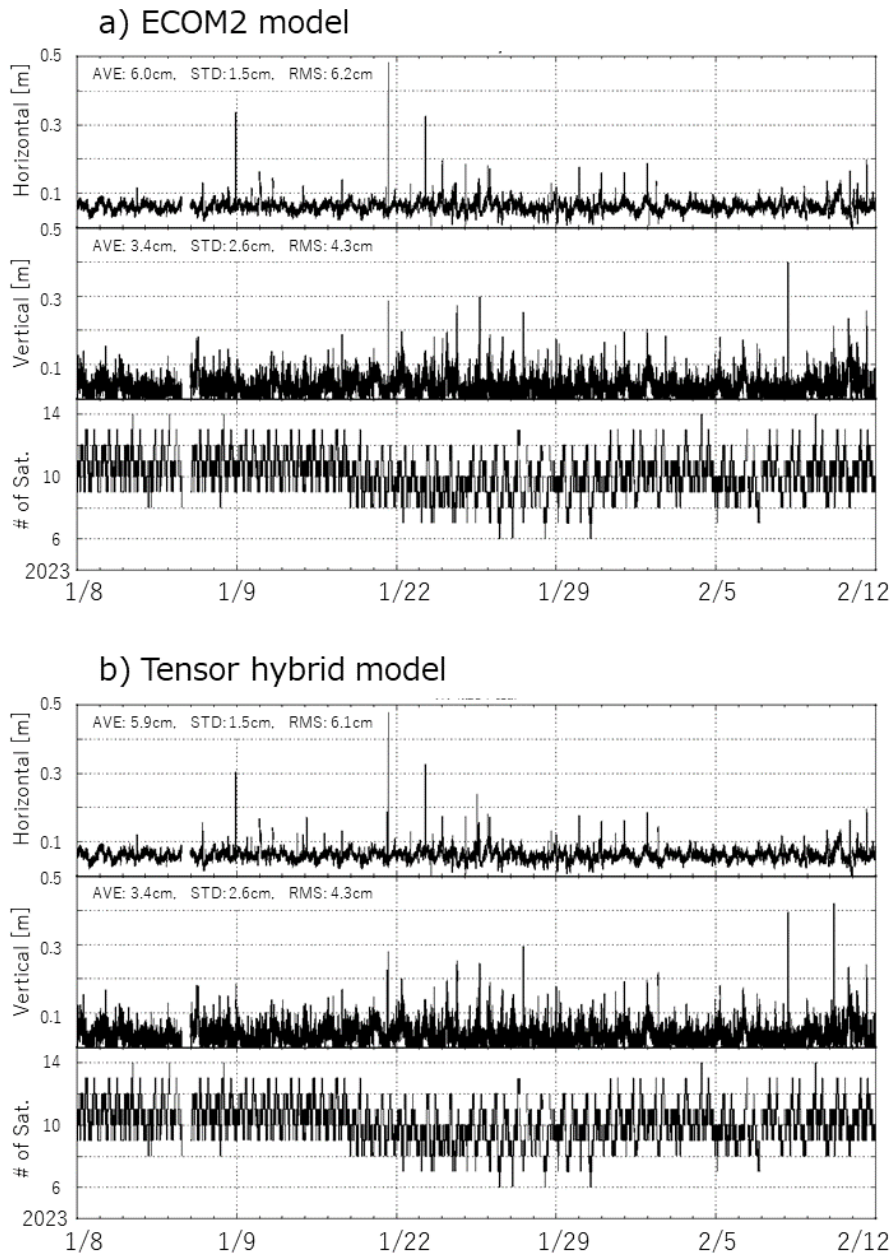 a) ECOM2 model
0.5
AVE: 6.0cm, STD: 1.5cm, RMS: 6.2cm
Horizontal [m]
0.3
0.1
0.5
AVE: 3.4cm, STD: 2.6cm, RMS: 4.3cm
Vertical [m]
0.3
0.1
14
# of Sat.
10
6
2023
1/8 1/9 1/22 1/29 2/5 2/12
b) Tensor hybrid model
0.5
AVE: 5.9cm, STD: 1.5cm, RMS: 6.1cm
Horizontal [m]
0.3
0.1
0.5
AVE: 3.4cm, STD: 2.6cm, RMS: 4.3cm
Vertical [m]
0.3
0.1
14
# of Sat.
10
6
2023
1/8 1/9 1/22 1/29 2/5 2/12